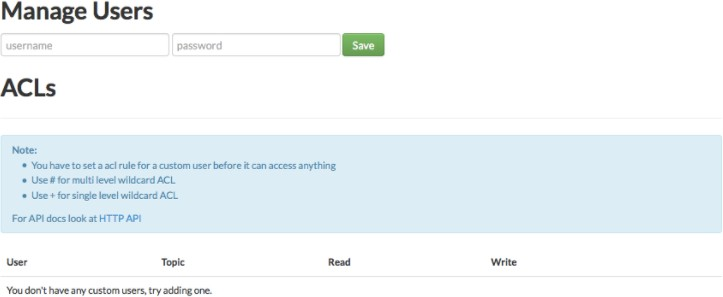 Manage Users
username password Save
ACLs
Note:
• You have to set a acl rule for a custom user before it can access anything
• Use # for multi level wildcard ACL
• Use + for single level wildcard ACL
For API docs look at HTTP API
User Topic Read Write
You don't have any custom users, try adding one.